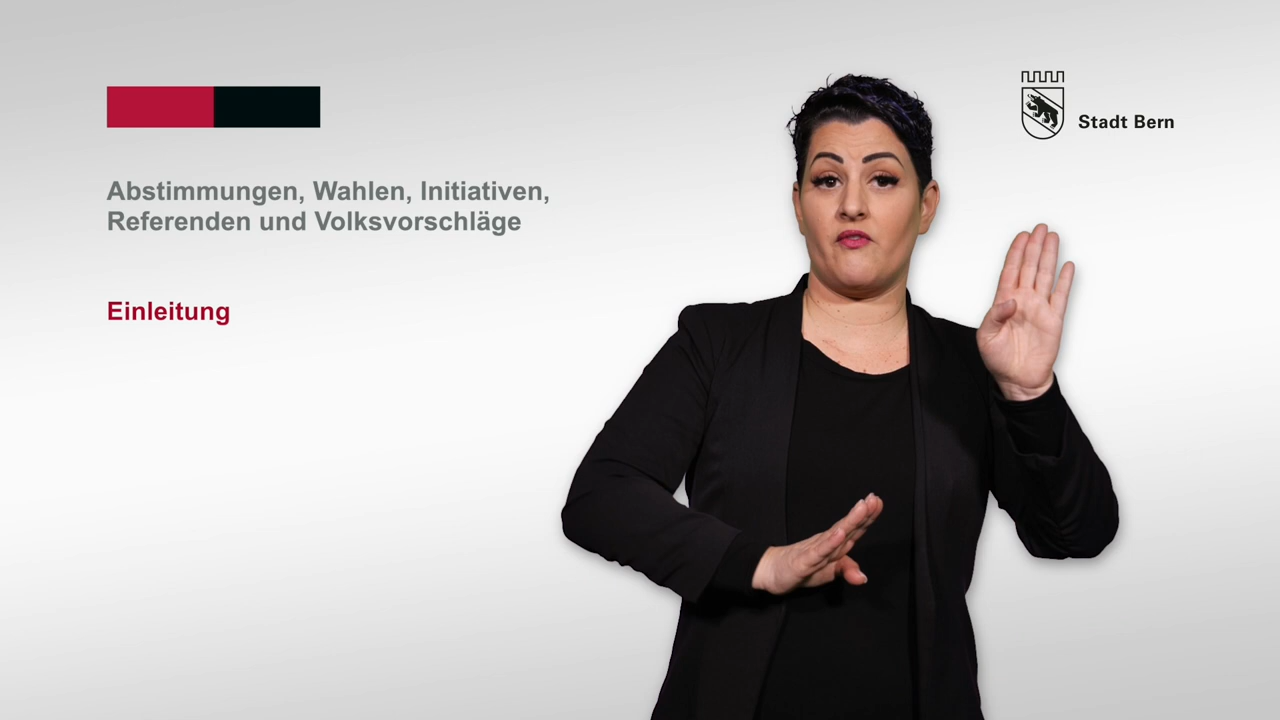 Stadt Bern
Abstimmungen, Wahlen, Initiativen,
Referenden und Volksvorschläge
Einleitung